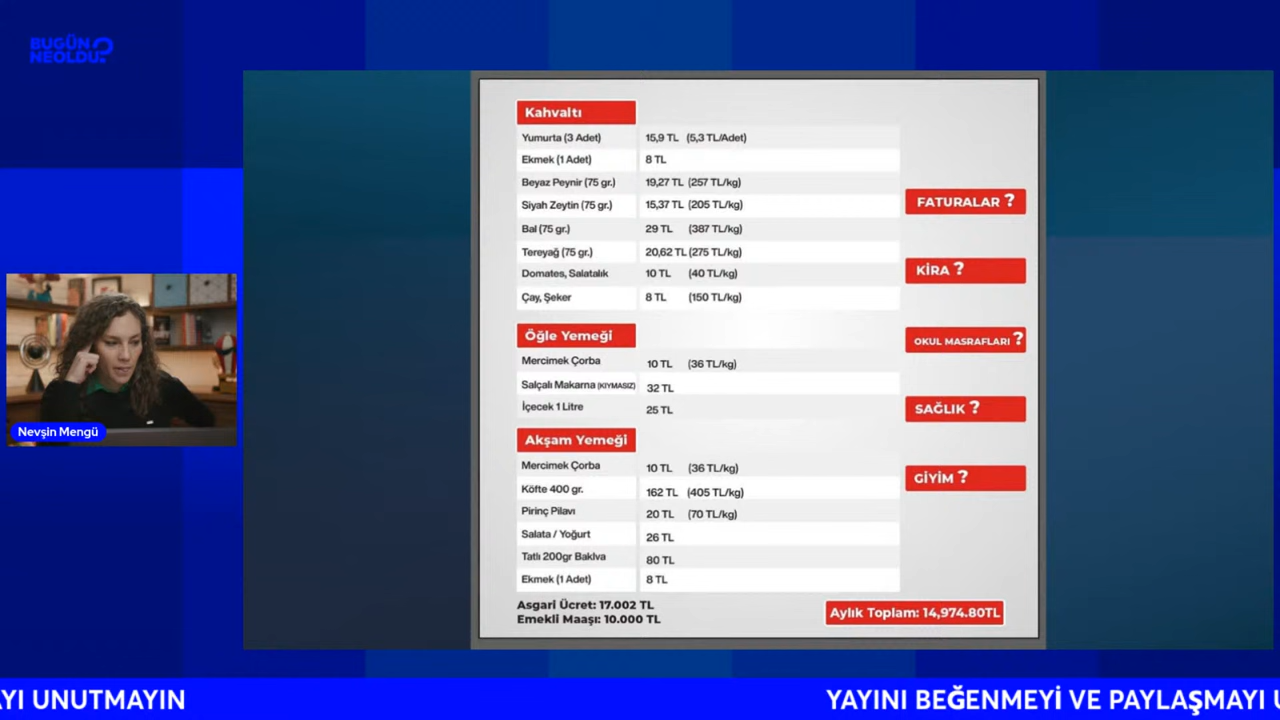 BUGÜN
NEOLDU?
Kahvaltı
Yumurta (3 Adet) 15,9 TL (5,3 TL/Adet)
Ekmek (1 Adet) 8 TL
Beyaz Peynir (75 gr.) 19,27 TL (257 TL/kg)
Siyah Zeytin (75 gr.) 15,37 TL (205 TL/kg)
Bal (75 gr.) 29 TL (387 TL/kg)
Tereyağ (75 gr.) 20,62 TL (275 TL/kg)
Domates, Salatalık 10 TL (40 TL/kg)
Çay, Şeker 8 TL (150 TL/kg)
Öğle Yemeği
Mercimek Çorba 10 TL (36 TL/kg)
Salçalı Makarna (KIYMASIZ) 32 TL
İçecek 1 Litre 25 TL
Akşam Yemeği
Mercimek Çorba 10 TL (36 TL/kg)
Köfte 400 gr. 162 TL (405 TL/kg)
Pirinç Pilavı 20 TL (70 TL/kg)
Salata / Yoğurt 26 TL
Tatlı 200gr Baklva 80 TL
Ekmek (1 Adet) 8 TL
Asgari Ücret: 17.002 TL
Emekli Maaşı: 10.000 TL
Aylık Toplam: 14,974.80TL
FATURALAR ?
KİRA ?
OKUL MASRAFLARI ?
SAĞLIK ?
GİYİM ?
Nevşin Mengü
AYI UNUTMAYIN YAYINI BEĞENMEYİ VE PAYLAŞMAYI U